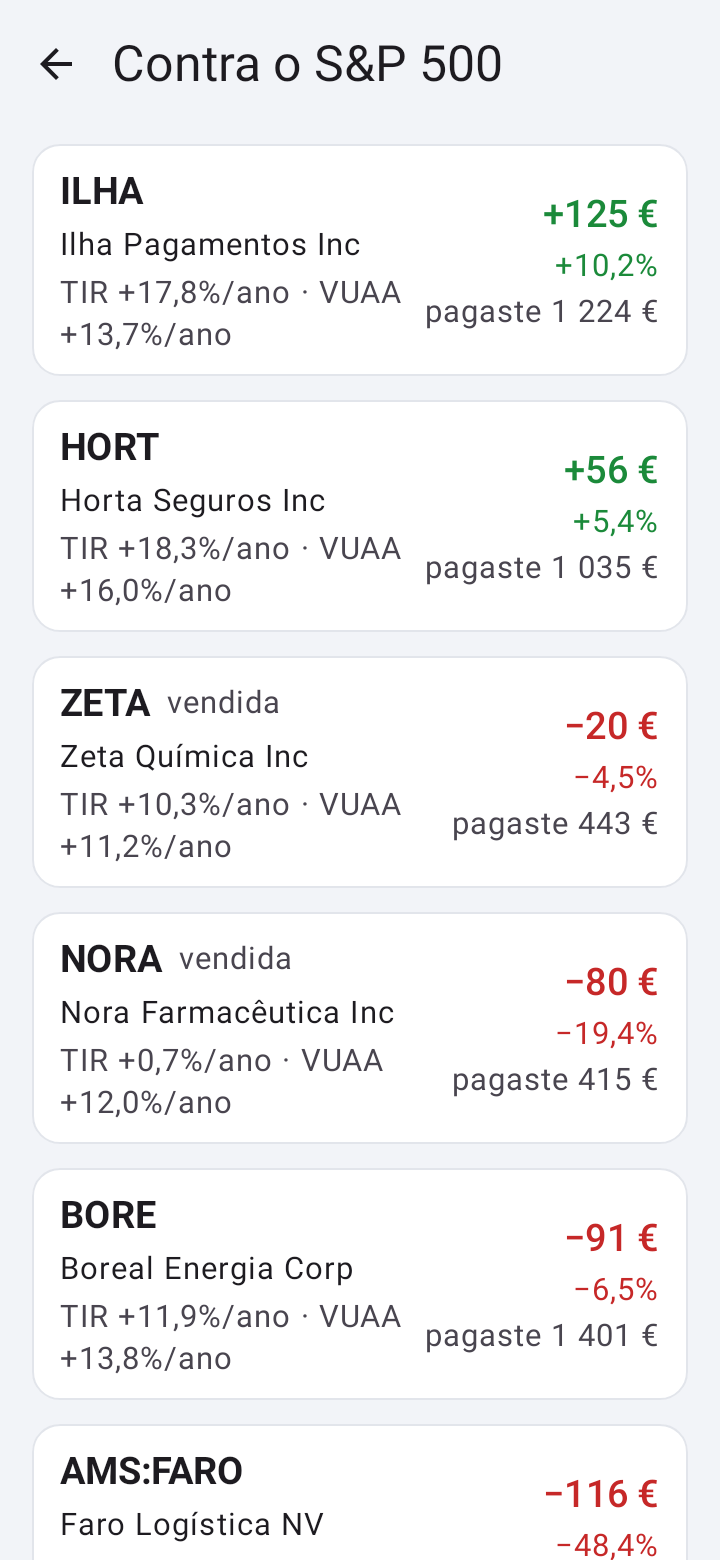 Contra o S&P 500
ILHA
Ilha Pagamentos Inc
TIR +17,8%/ano · VUAA
+13,7%/ano
+125 €
+10,2%
pagaste 1 224 €
HORT
Horta Seguros Inc
TIR +18,3%/ano · VUAA
+16,0%/ano
+56 €
+5,4%
pagaste 1 035 €
ZETA vendida
Zeta Química Inc
TIR +10,3%/ano · VUAA
+11,2%/ano
−20 €
−4,5%
pagaste 443 €
NORA vendida
Nora Farmacêutica Inc
TIR +0,7%/ano · VUAA
+12,0%/ano
−80 €
−19,4%
pagaste 415 €
BORE
Boreal Energia Corp
TIR +11,9%/ano · VUAA
+13,8%/ano
−91 €
−6,5%
pagaste 1 401 €
AMS:FARO
Faro Logística NV
−116 €
−48,4%